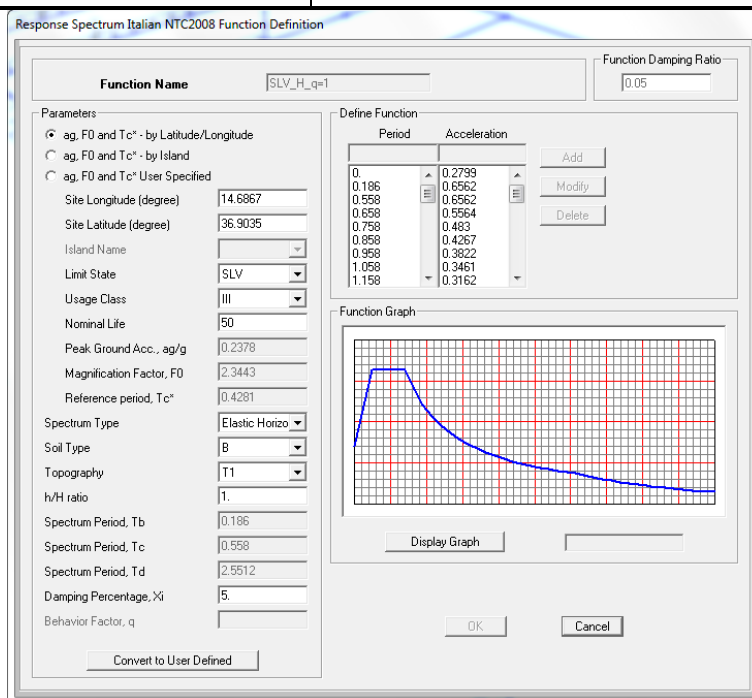 Response Spectrum Italian NTC2008 Function Definition
Function Damping Ratio
Function Name SLV_H_q=1 0.05
Parameters
ag, F0 and Tc* - by Latitude/Longitude
ag, F0 and Tc* - by Island
ag, F0 and Tc* User Specified
Site Longitude (degree) 14.6867
Site Latitude (degree) 36.9035
Island Name
Limit State SLV
Usage Class III
Nominal Life 50
Peak Ground Acc., ag/g 0.2378
Magnification Factor, F0 2.3443
Reference period, Tc* 0.4281
Spectrum Type Elastic Horizo
Soil Type B
Topography T1
h/H ratio 1.
Spectrum Period, Tb 0.186
Spectrum Period, Tc 0.558
Spectrum Period, Td 2.5512
Damping Percentage, Xi 5.
Behavior Factor, q
Convert to User Defined
Define Function
Period Acceleration
0. 0.2799
0.186 0.6562
0.558 0.6562
0.658 0.5564
0.758 0.483
0.858 0.4267
0.958 0.3822
1.058 0.3461
1.158 0.3162
Add
Modify
Delete
Function Graph
Display Graph
OK Cancel